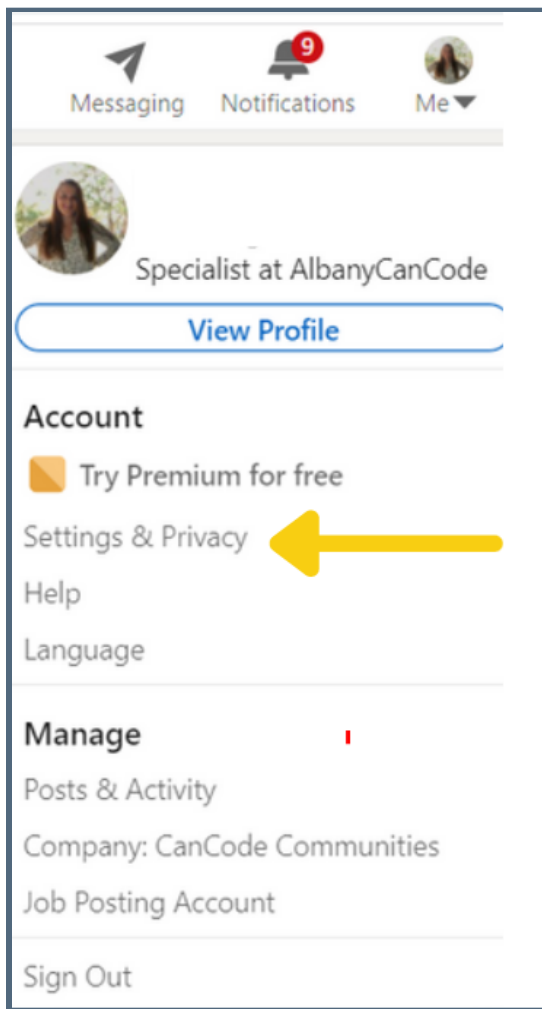 9
Messaging Notifications Me
Specialist at AlbanyCanCode
View Profile
Account
Try Premium for free
Settings & Privacy
Help
Language
Manage
Posts & Activity
Company: CanCode Communities
Job Posting Account
Sign Out